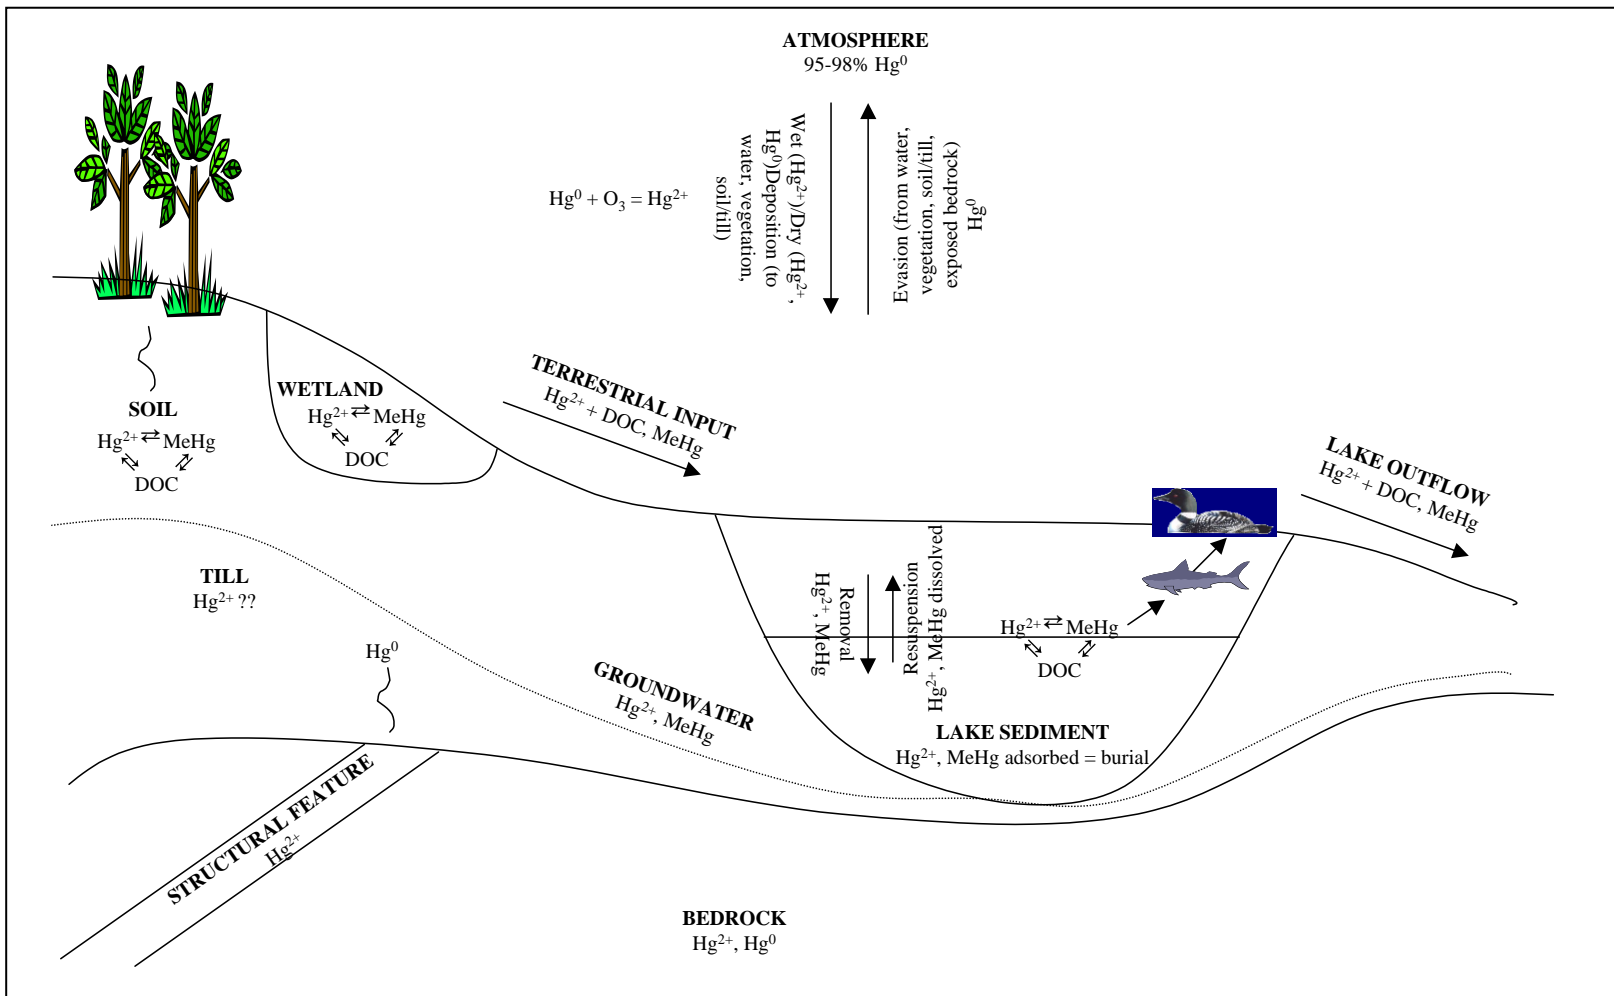 ATMOSPHERE
95-98% Hg⁰
Hg⁰ + O₃ = Hg²⁺
Wet (Hg²⁺)/Dry (Hg²⁺,
Hg⁰)Deposition (to
water, vegetation,
soil/till)
Evasion (from water,
vegetation, soil/till,
exposed bedrock)
Hg⁰
SOIL
Hg²⁺ ⇄ MeHg
⇄ ⇄
DOC
WETLAND
Hg²⁺ ⇄ MeHg
⇄ ⇄
DOC
TERRESTRIAL INPUT
Hg²⁺ + DOC, MeHg
LAKE OUTFLOW
Hg²⁺ + DOC, MeHg
TILL
Hg²⁺ ??
Hg⁰
GROUNDWATER
Hg²⁺, MeHg
Removal
Hg²⁺, MeHg
Resuspension
Hg²⁺, MeHg dissolved
Hg²⁺ ⇄ MeHg
⇄ ⇄
DOC
LAKE SEDIMENT
Hg²⁺, MeHg adsorbed = burial
STRUCTURAL FEATURE
Hg²⁺
BEDROCK
Hg²⁺, Hg⁰